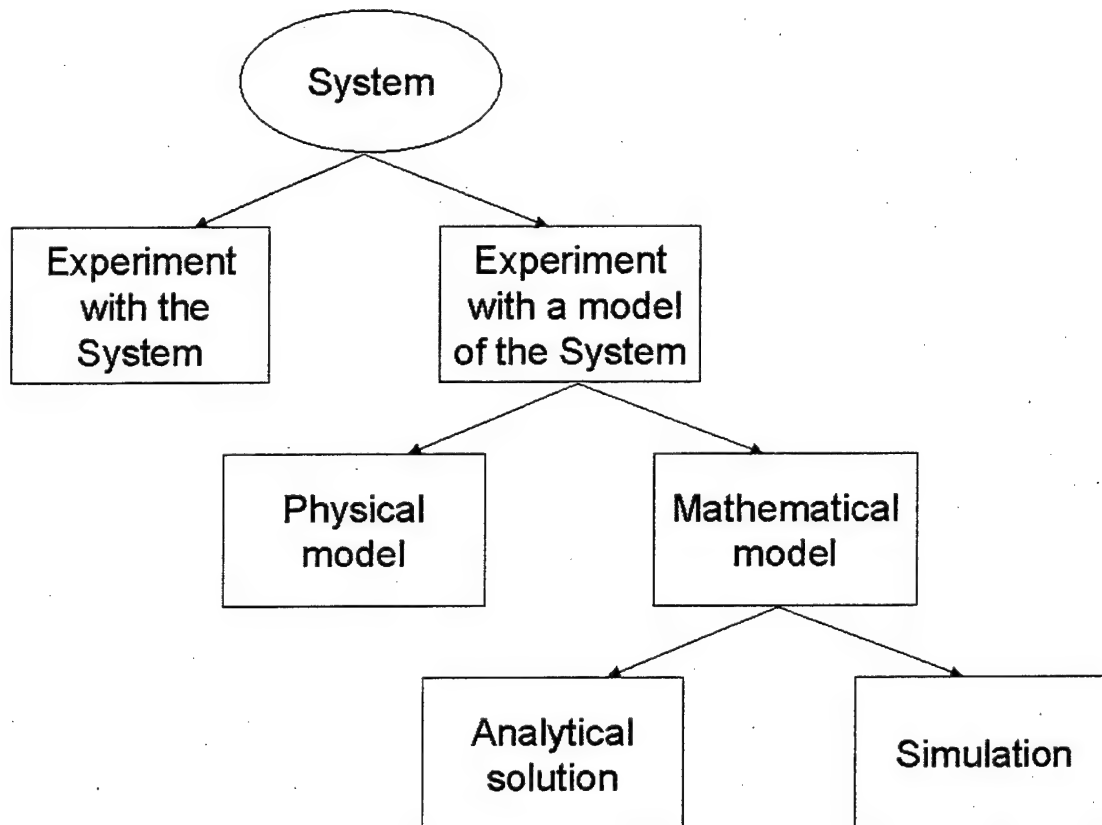 System
Experiment
with the
System
Experiment
with a model
of the System
Physical
model
Mathematical
model
Analytical
solution
Simulation